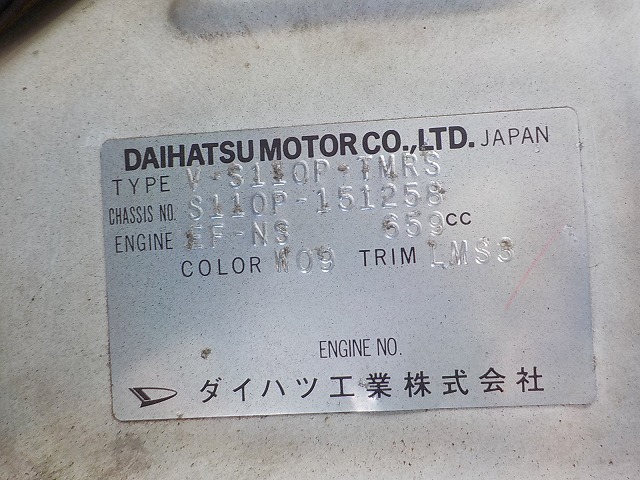 DAIHATSU MOTOR CO.,LTD. JAPAN
TYPE V-S110P-TMRS
CHASSIS NO. S110P-151258
ENGINE EF-NS 659CC
COLOR W09 TRIM LMS3
ENGINE NO.
ダイハツ工業株式会社